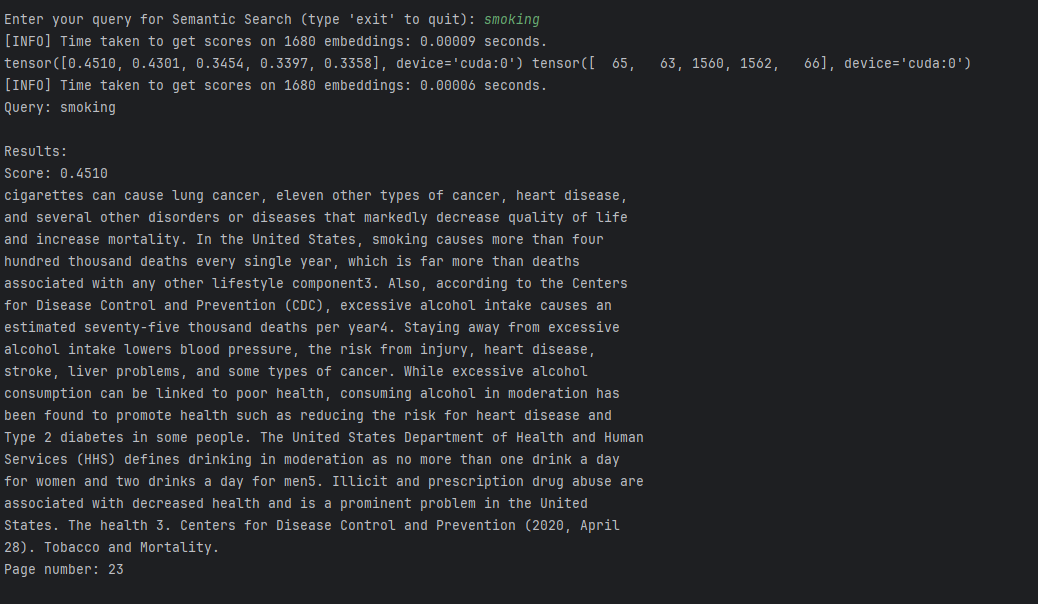 Enter your query for Semantic Search (type 'exit' to quit): smoking
[INFO] Time taken to get scores on 1680 embeddings: 0.00009 seconds.
tensor([0.4510, 0.4301, 0.3454, 0.3397, 0.3358], device='cuda:0') tensor([  65,   63, 1560, 1562,   66], device='cuda:0')
[INFO] Time taken to get scores on 1680 embeddings: 0.00006 seconds.
Query: smoking

Results:
Score: 0.4510
cigarettes can cause lung cancer, eleven other types of cancer, heart disease,
and several other disorders or diseases that markedly decrease quality of life
and increase mortality. In the United States, smoking causes more than four
hundred thousand deaths every single year, which is far more than deaths
associated with any other lifestyle component3. Also, according to the Centers
for Disease Control and Prevention (CDC), excessive alcohol intake causes an
estimated seventy-five thousand deaths per year4. Staying away from excessive
alcohol intake lowers blood pressure, the risk from injury, heart disease,
stroke, liver problems, and some types of cancer. While excessive alcohol
consumption can be linked to poor health, consuming alcohol in moderation has
been found to promote health such as reducing the risk for heart disease and
Type 2 diabetes in some people. The United States Department of Health and Human
Services (HHS) defines drinking in moderation as no more than one drink a day
for women and two drinks a day for men5. Illicit and prescription drug abuse are
associated with decreased health and is a prominent problem in the United
States. The health 3. Centers for Disease Control and Prevention (2020, April
28). Tobacco and Mortality.
Page number: 23